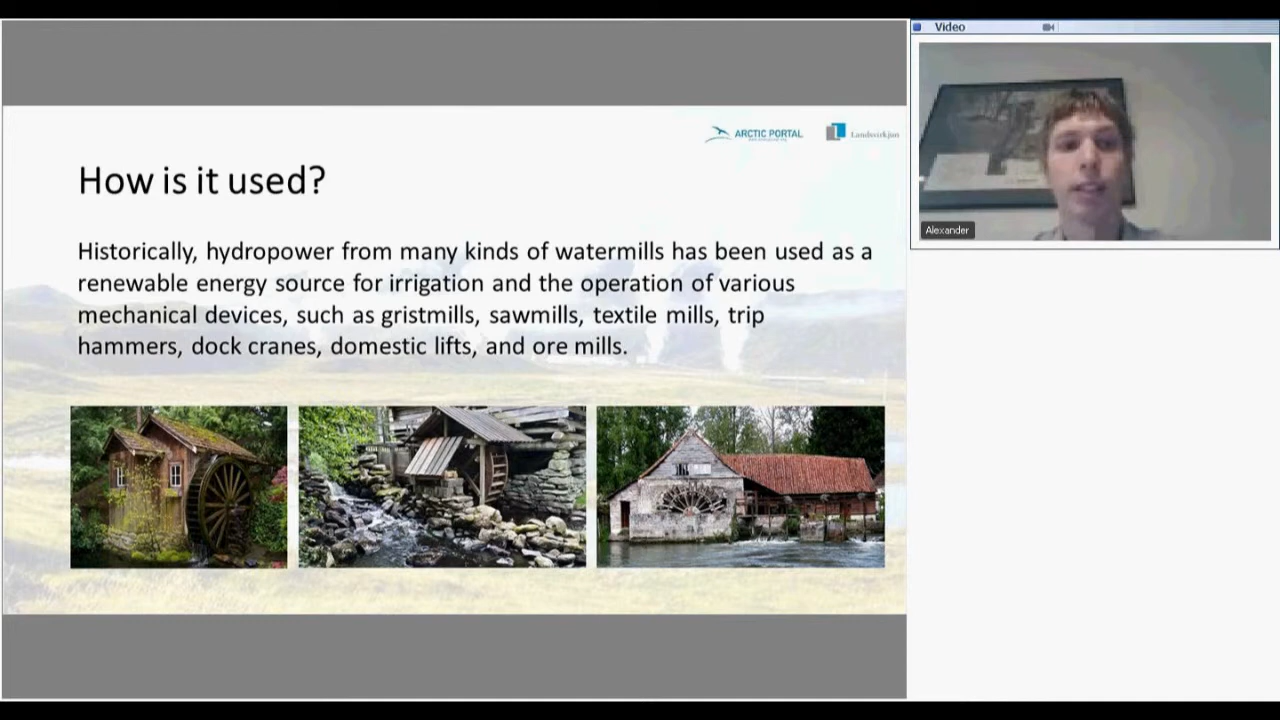 Video
ARCTIC PORTAL
Landsvirkjun
How is it used?
Historically, hydropower from many kinds of watermills has been used as a
renewable energy source for irrigation and the operation of various
mechanical devices, such as gristmills, sawmills, textile mills, trip
hammers, dock cranes, domestic lifts, and ore mills.
Alexander